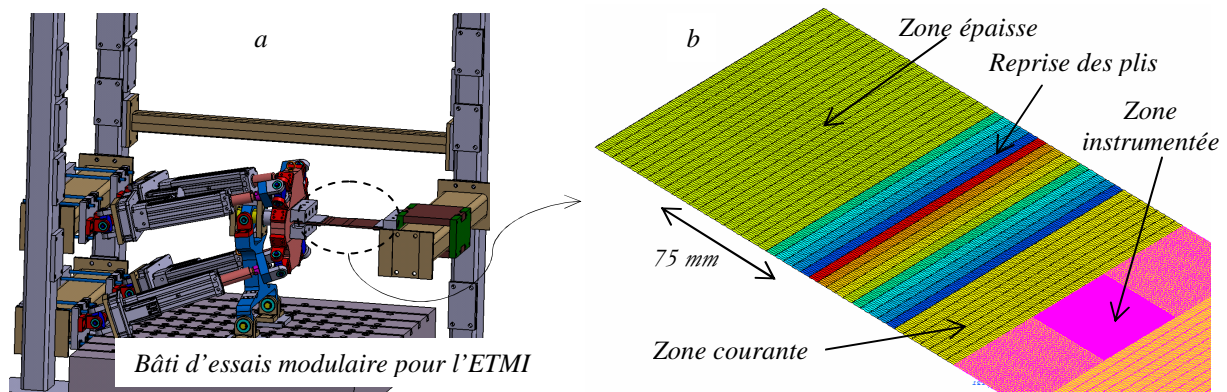 a
Bâti d'essais modulaire pour l'ETMI
b
Zone épaisse
Reprise des plis
Zone
instrumentée
75 mm
Zone courante